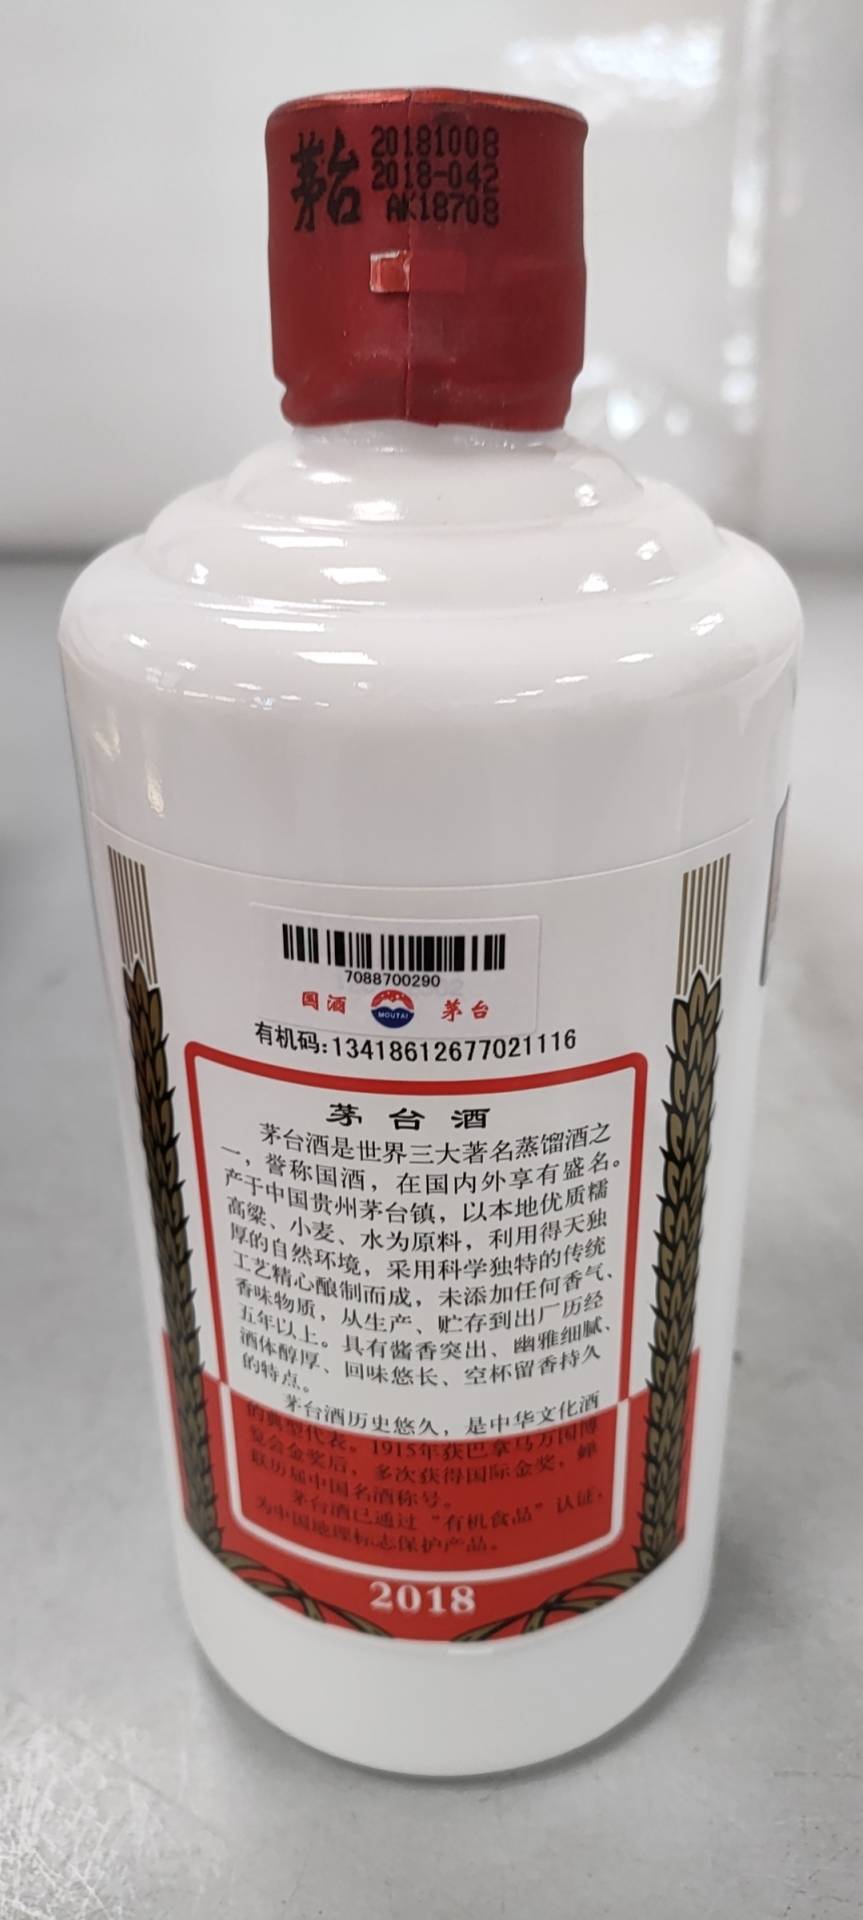 茅台
20181008
2018-042
AK18708
7088700290
国酒
MOUTAI
茅台
有机码:13418612677021116
茅台酒
茅台酒是世界三大著名蒸馏酒之
一，誉称国酒，在国内外享有盛名。
产于中国贵州茅台镇，以本地优质糯
高粱、小麦、水为原料，利用得天独
厚的自然环境，采用科学独特的传统
工艺精心酿制而成，未添加任何香气、
香味物质，从生产、贮存到出厂历经
五年以上。具有酱香突出、幽雅细腻、
酒体醇厚、回味悠长、空杯留香持久
的特点。
茅台酒历史悠久，是中华文化酒
的典型代表。1915年获巴拿马万国博
览会金奖后，多次获得国际金奖，蝉
联历届中国名酒称号。
茅台酒已通过“有机食品”认证，
为中国地理标志保护产品。
2018